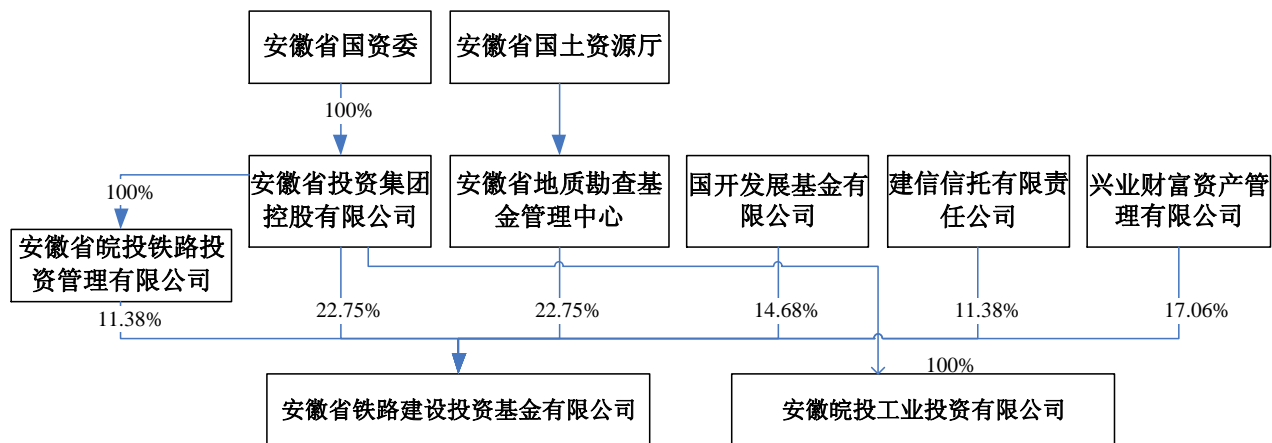 安徽省国资委
安徽省国土资源厅
100%
100%
安徽省投资集团
控股有限公司
安徽省地质勘查基
金管理中心
国开发展基金有
限公司
建信信托有限责
任公司
兴业财富资产管
理有限公司
安徽省皖投铁路投
资管理有限公司
11.38%
22.75%
22.75%
14.68%
11.38%
17.06%
100%
安徽省铁路建设投资基金有限公司
安徽皖投工业投资有限公司